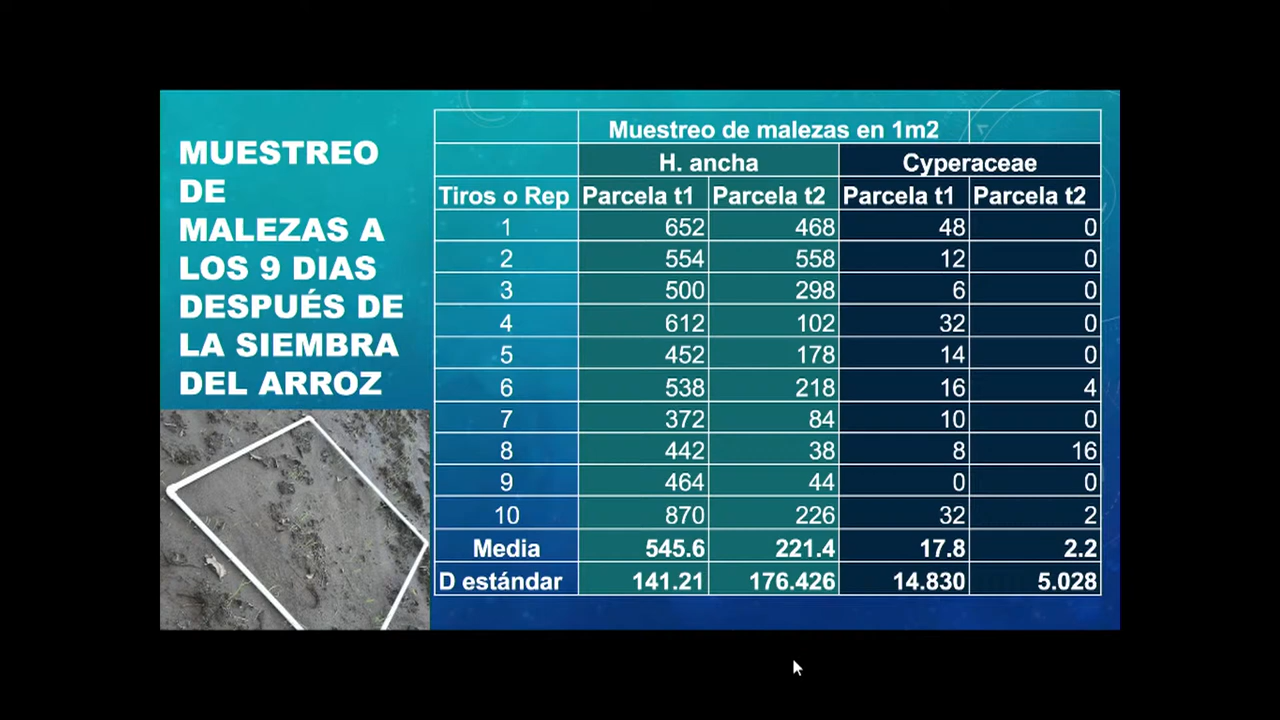 MUESTREO
DE
MALEZAS A
LOS 9 DIAS
DESPUÉS DE
LA SIEMBRA
DEL ARROZ
Muestreo de malezas en 1m2
H. ancha Cyperaceae
Tiros o Rep Parcela t1 Parcela t2 Parcela t1 Parcela t2
1 652 468 48 0
2 554 558 12 0
3 500 298 6 0
4 612 102 32 0
5 452 178 14 0
6 538 218 16 4
7 372 84 10 0
8 442 38 8 16
9 464 44 0 0
10 870 226 32 2
Media 545.6 221.4 17.8 2.2
D estándar 141.21 176.426 14.830 5.028